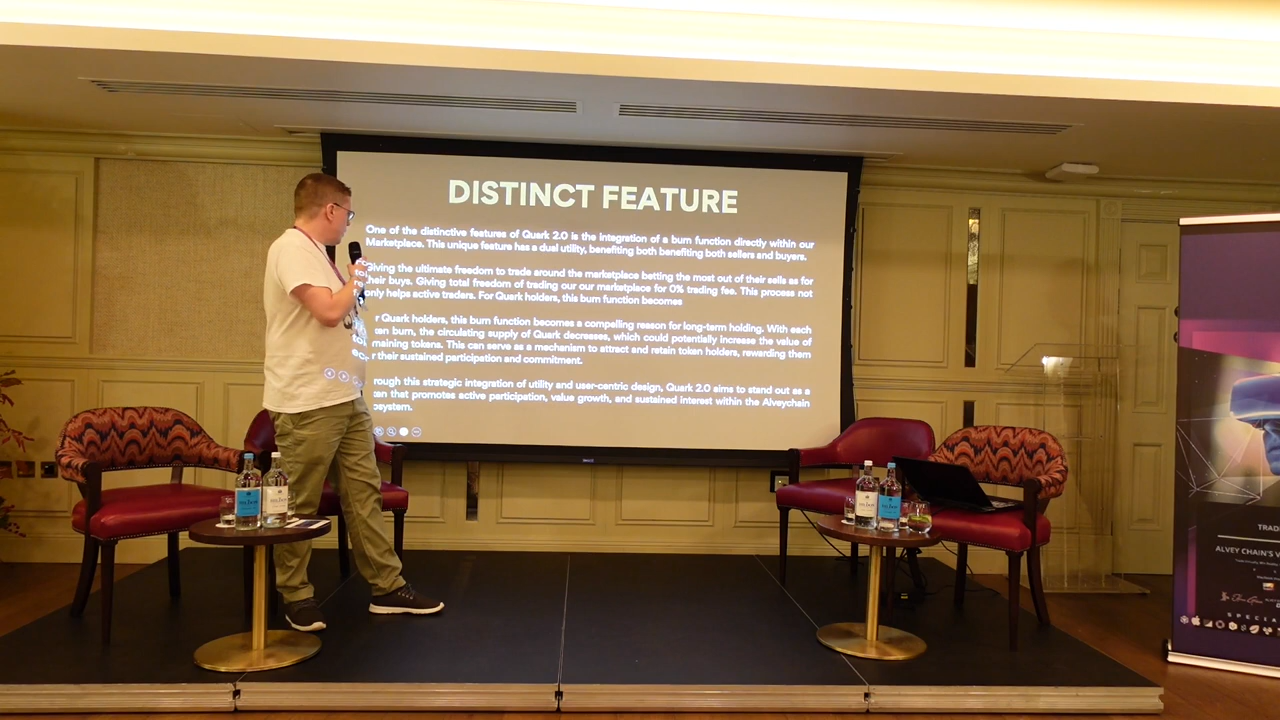 DISTINCT FEATURE
One of the distinctive features of Quark 2.0 is the integration of a burn function directly within our
Marketplace. This unique feature has a dual utility, benefiting both benefiting both sellers and buyers.
Giving the ultimate freedom to trade around the marketplace betting the most out of their sells as for
their buys. Giving total freedom of trading our our marketplace for 0% trading fee. This process not
only helps active traders. For Quark holders, this burn function becomes
r Quark holders, this burn function becomes a compelling reason for long-term holding. With each
ken burn, the circulating supply of Quark decreases, which could potentially increase the value of
maining tokens. This can serve as a mechanism to attract and retain token holders, rewarding them
r their sustained participation and commitment.
rough this strategic integration of utility and user-centric design, Quark 2.0 aims to stand out as a
ken that promotes active participation, value growth, and sustained interest within the Alveychain
osystem.
TRAD
ALVEY CHAIN'S V
SPECIA